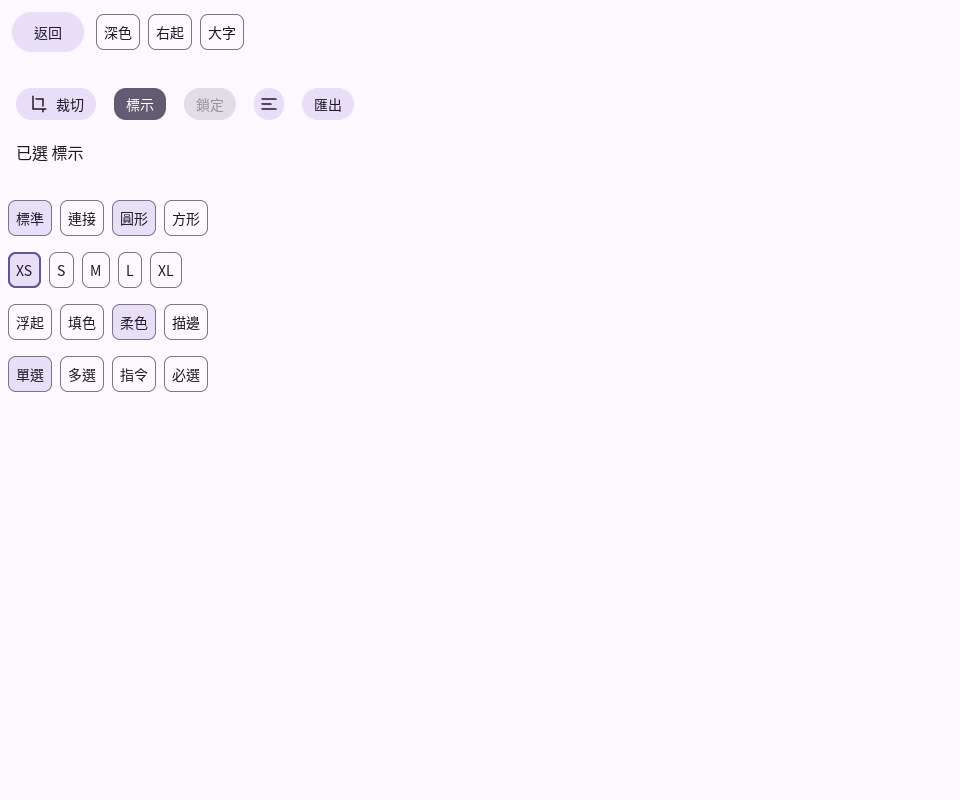 返回 深色 右起 大字
裁切 標示 鎖定 匯出
已選 標示
標準 連接 圓形 方形
XS S M L XL
浮起 填色 柔色 描邊
單選 多選 指令 必選